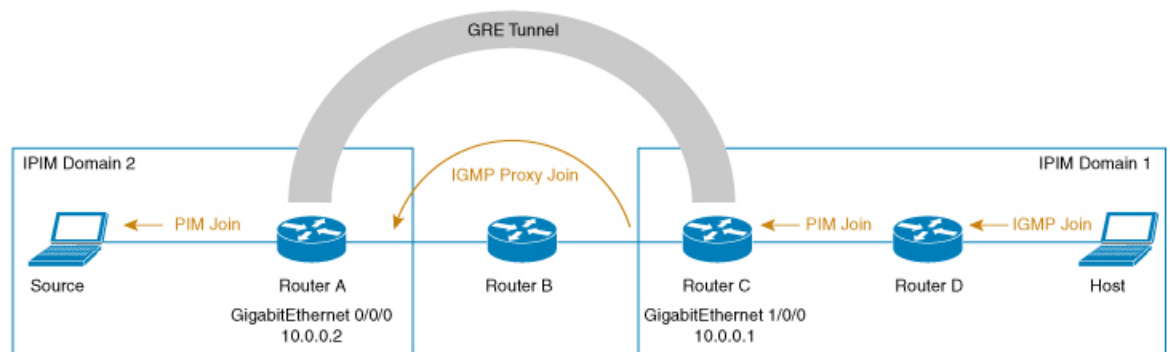 GRE Tunnel
IPIM Domain 2
IPIM Domain 1
IGMP Proxy Join
PIM Join
PIM Join
IGMP Join
Source
Router A
Router B
Router C
Router D
Host
GigabitEthernet 0/0/0
10.0.0.2
GigabitEthernet 1/0/0
10.0.0.1